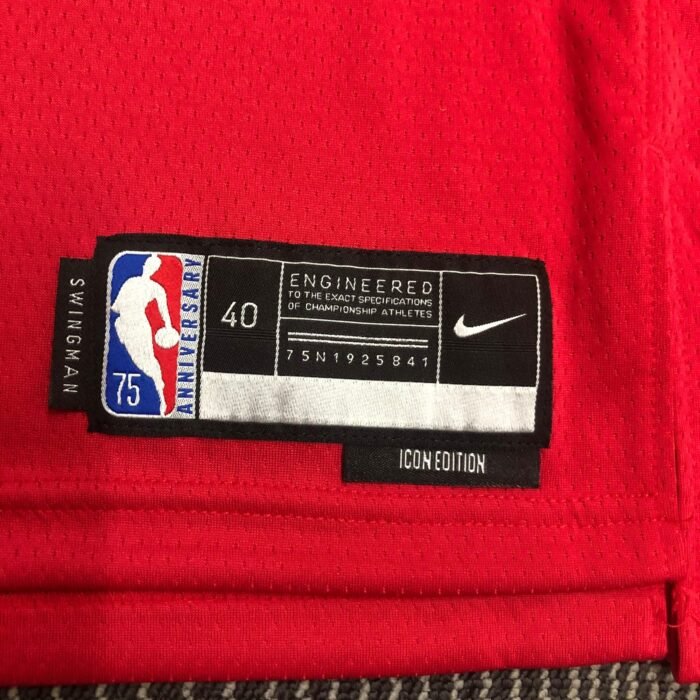 SWINGMAN
75
ANNIVERSARY
40
ENGINEERED
TO THE EXACT SPECIFICATIONS
OF CHAMPIONSHIP ATHLETES
75N1925841
ICON EDITION